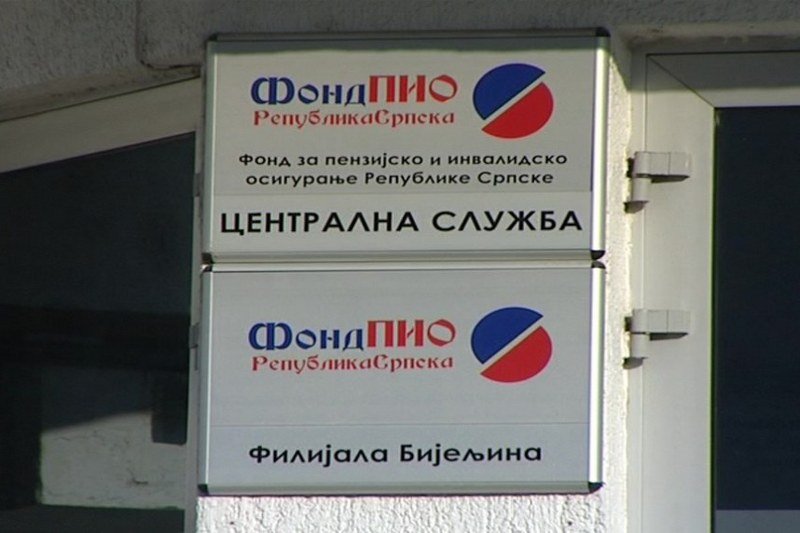 ФондПИО
РепубликаСрпска
Фонд за пензијско и инвалидско
осигурање Републике Српске
ЦЕНТРАЛНА СЛУЖБА
ФондПИО
РепубликаСрпска
Филијала Бијељина